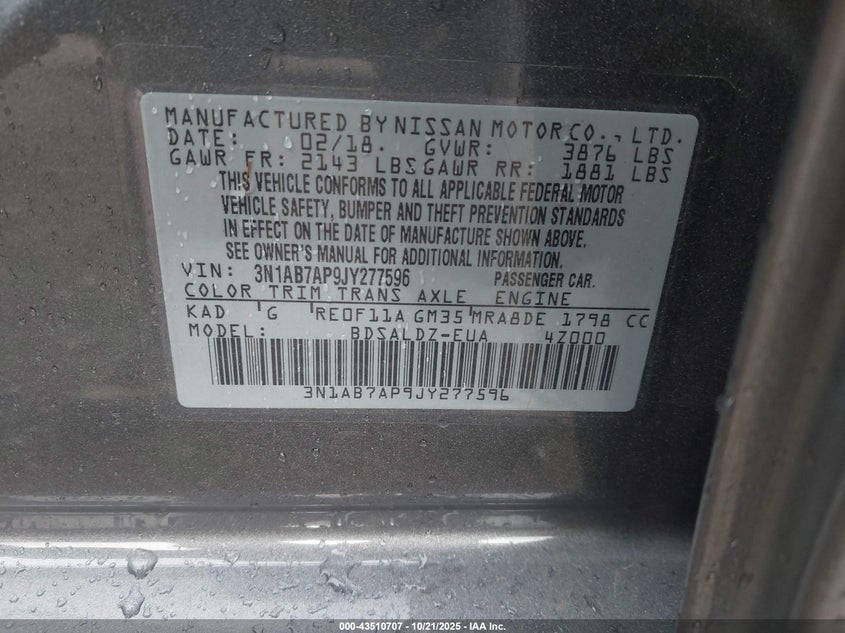 MANUFACTURED BY NISSAN MOTOR CO., LTD.
DATE: 02/18. GVWR: 3876 LBS
GAWR FR: 2143 LBS GAWR RR: 1881 LBS
THIS VEHICLE CONFORMS TO ALL APPLICABLE FEDERAL MOTOR
VEHICLE SAFETY, BUMPER AND THEFT PREVENTION STANDARDS
IN EFFECT ON THE DATE OF MANUFACTURE SHOWN ABOVE.
SEE OWNER'S MANUAL FOR ADDITIONAL INFORMATION.
VIN: 3N1AB7AP9JY277596 PASSENGER CAR.
COLOR TRIM TRANS AXLE ENGINE
KAD G RE0F11A GM35 MRA8DE 1798 CC
MODEL: BDSALDZ-EUA 4Z000
3N1AB7AP9JY277596
000-43510707 - 10/21/2025 - IAA Inc.